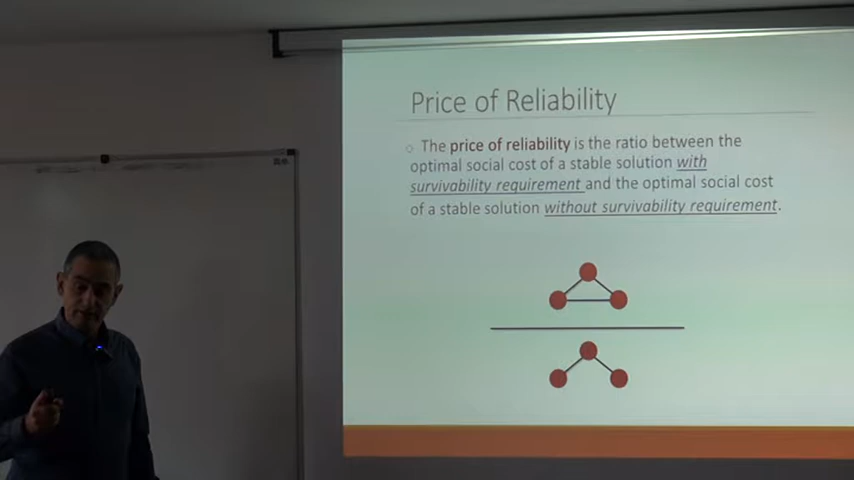 Price of Reliability
The price of reliability is the ratio between the
optimal social cost of a stable solution with
survivability requirement and the optimal social cost
of a stable solution without survivability requirement.